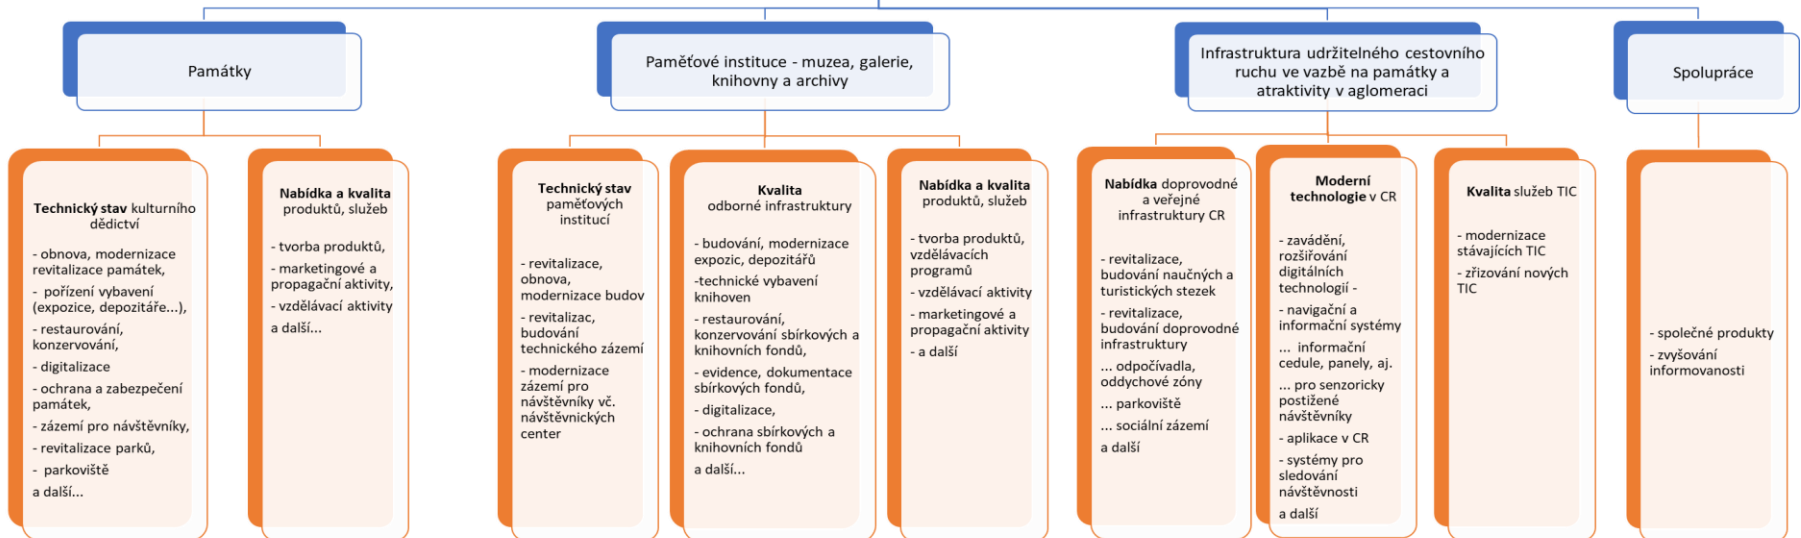 Památky
Technický stav kulturního
dědictví
- obnova, modernizace
revitalizace památek,
- pořízení vybavení
(expozice, depozitáře...),
- restaurování,
konzervování,
- digitalizace
- ochrana a zabezpečení
památek,
- zázemí pro návštěvníky,
- revitalizace parků,
- parkoviště
a další...
Nabídka a kvalita
produktů, služeb
- tvorba produktů,
- marketingové a
propagační aktivity,
- vzdělávací aktivity
a další...
Paměťové instituce - muzea, galerie,
knihovny a archivy
Technický stav
paměťových
institucí
- revitalizace,
obnova,
modernizace budov
- revitalizac,
budování
technického zázemí
- modernizace
zázemí pro
návštěvníky vč.
návštěvnických
center
Kvalita
odborné infrastruktury
- budování, modernizace
expozic, depozitářů
-technické vybavení
knihoven
- restaurování,
konzervování sbírkových a
knihovních fondů,
- evidence, dokumentace
sbírkových fondů,
- digitalizace,
- ochrana sbírkových a
knihovních fondů
a další...
Nabídka a kvalita
produktů, služeb
- tvorba produktů,
vzdělávacích
programů
- vzdělávací aktivity
- marketingové a
propagační aktivity
- a další
Infrastruktura udržitelného cestovního
ruchu ve vazbě na památky a
atraktivity v aglomeraci
Nabídka doprovodné
a veřejné
infrastruktury CR
- revitalizace,
budování naučných a
turistických stezek
- revitalizace,
budování doprovodné
infrastruktury
... odpočívadla,
oddychové zóny
... parkoviště
... sociální zázemí
a další
Moderní
technologie v CR
- zavádění,
rozšiřování
digitálních
technologií -
- navigační a
informační systémy
... informační
cedule, panely, aj.
... pro senzoricky
postižené
návštěvníky
- aplikace v CR
- systémy pro
sledování
návštěvnosti
a další
Kvalita služeb TIC
- modernizace
stávajících TIC
- zřizování nových
TIC
Spolupráce
- společné produkty
- zvyšování
informovanosti